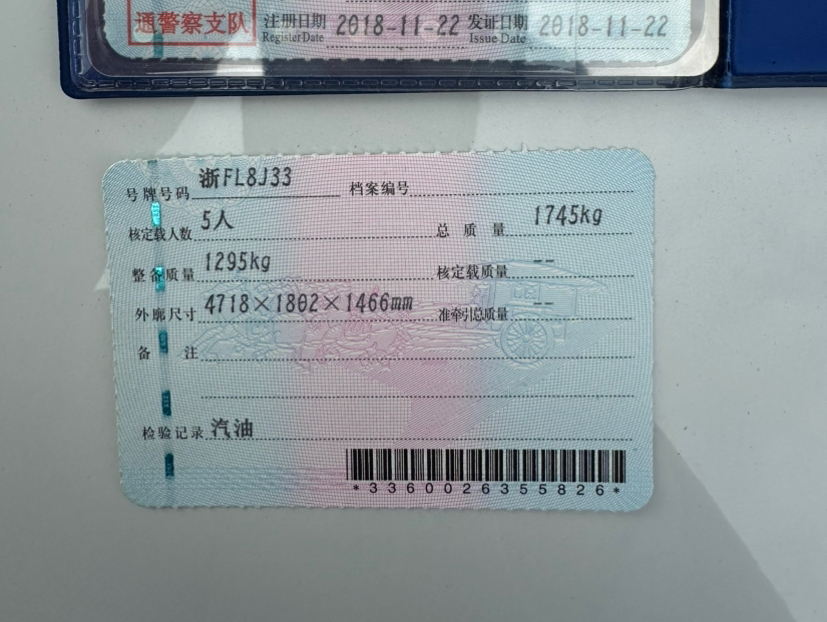 通警察支队 注册日期 2018-11-22 发证日期 2018-11-22
Register Date Issue Date
号牌号码 浙FL8J33 档案编号
核定载人数 5人 总质量 1745kg
整备质量 1295kg 核定载质量 --
外廓尺寸 4718×1802×1466mm 准牵引总质量 --
备注
检验记录 汽油
*3360026355826*